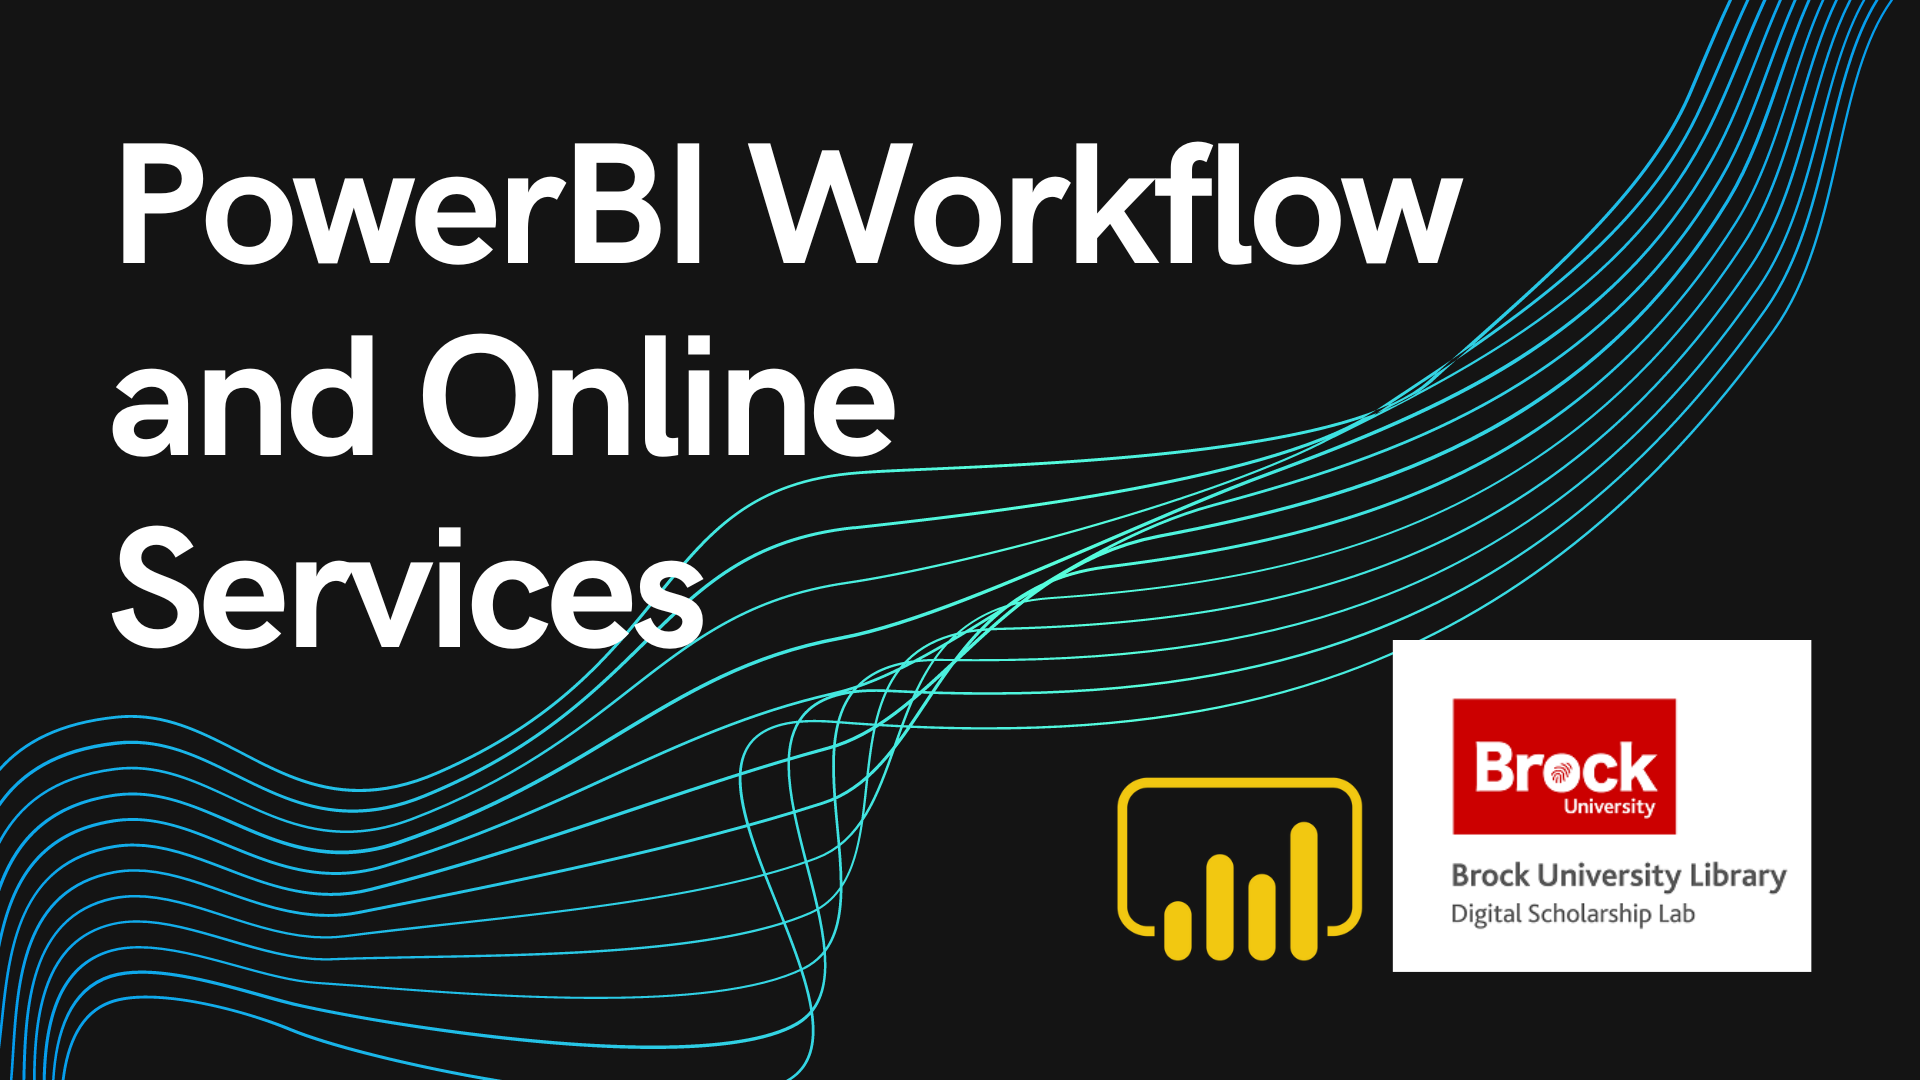 PowerBI Workflow
and Online
Services
Brock
University
Brock University Library
Digital Scholarship Lab